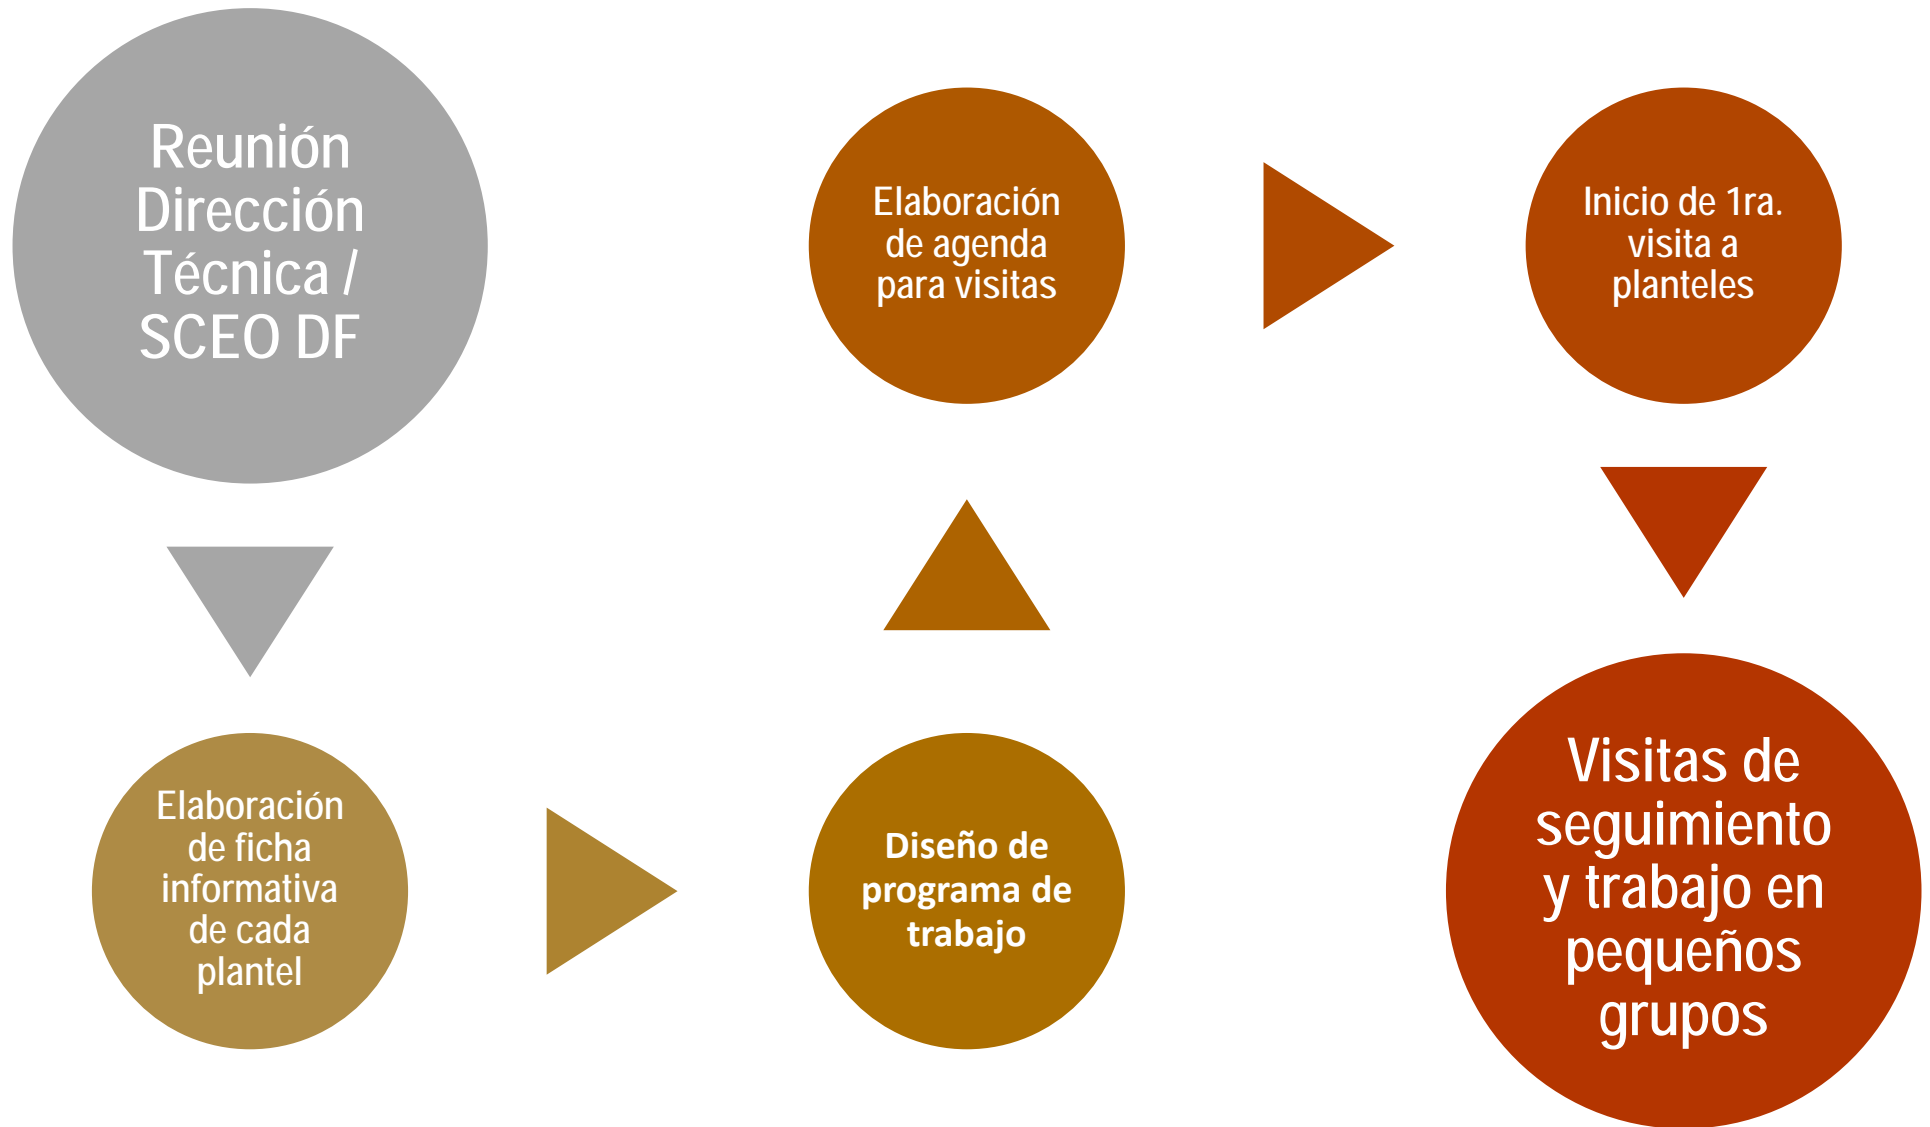 Reunión
Dirección
Técnica /
SCEO DF
Elaboración
de ficha
informativa
de cada
plantel
Diseño de
programa de
trabajo
Elaboración
de agenda
para visitas
Inicio de 1ra.
visita a
planteles
Visitas de
seguimiento
y trabajo en
pequeños
grupos